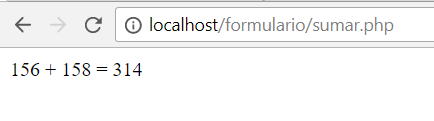 localhost/formulario/sumar.php
156 + 158 = 314